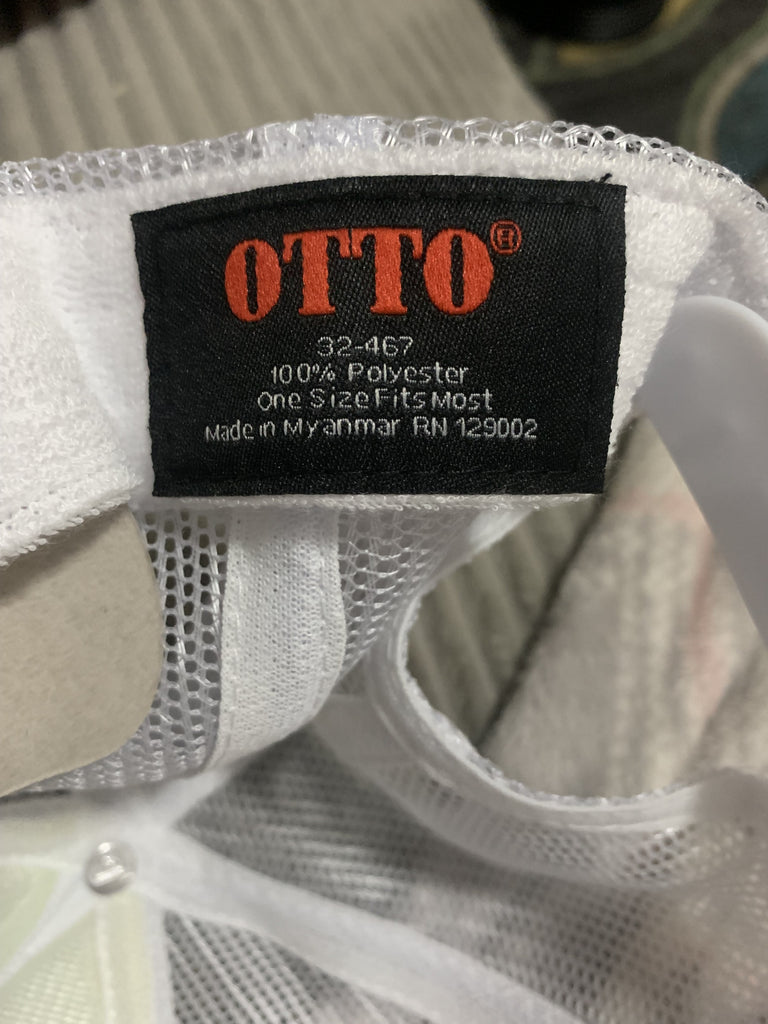 OTTO®
32-467
100% Polyester
One Size Fits Most
Made in Myanmar RN 129002